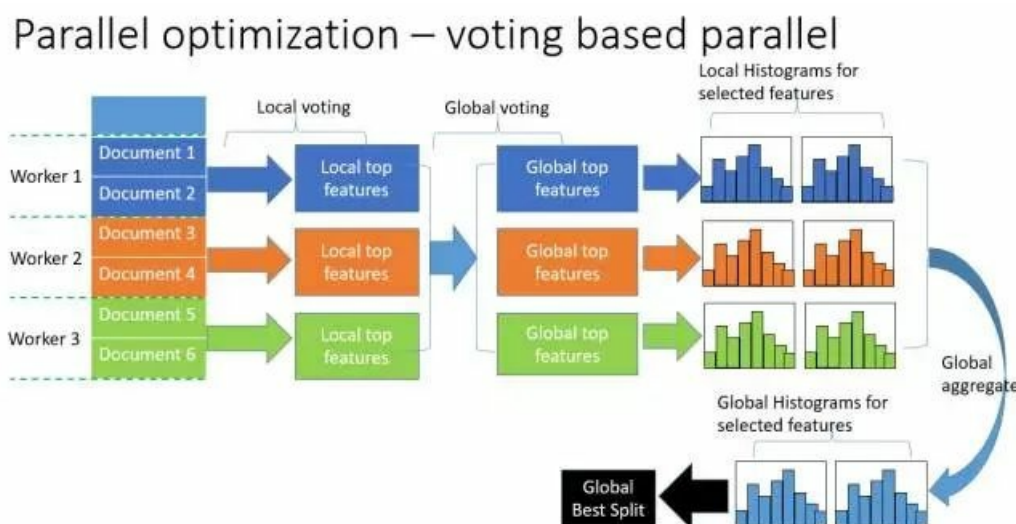 Parallel optimization – voting based parallel
Local Histograms for
selected features
Local voting
Global voting
Worker 1
Document 1
Document 2
Local top
features
Global top
features
Worker 2
Document 3
Document 4
Local top
features
Global top
features
Worker 3
Document 5
Document 6
Local top
features
Global top
features
Global
aggregate
Global Histograms for
selected features
Global
Best Split